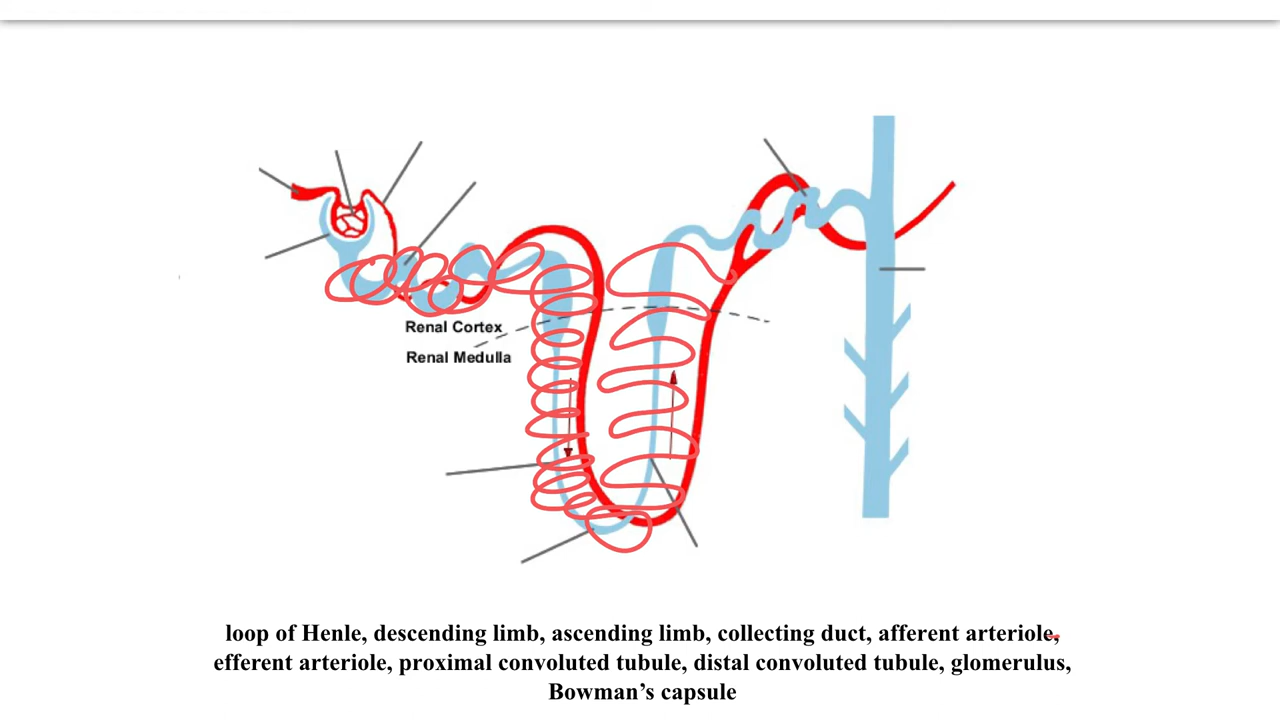 Renal Cortex
Renal Medulla
loop of Henle, descending limb, ascending limb, collecting duct, afferent arteriole,
efferent arteriole, proximal convoluted tubule, distal convoluted tubule, glomerulus,
Bowman’s capsule